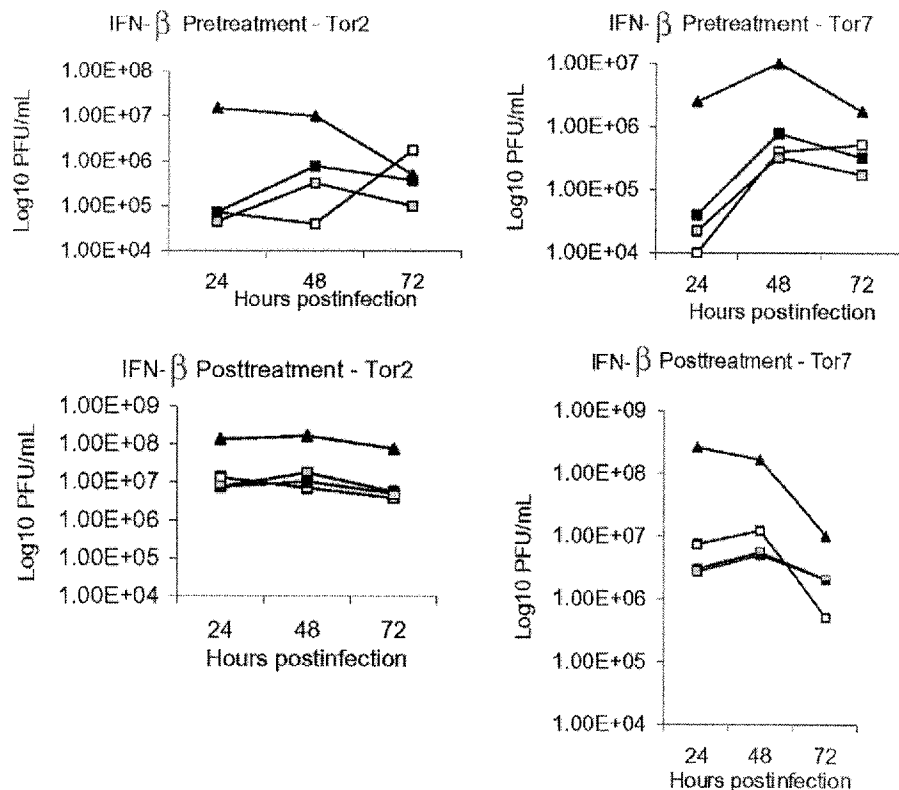 IFN-β Pretreatment - Tor2
Log10 PFU/mL
1.00E+08
1.00E+07
1.00E+06
1.00E+05
1.00E+04
24 48 72
Hours postinfection
IFN-β Pretreatment - Tor7
Log10 PFU/mL
1.00E+07
1.00E+06
1.00E+05
1.00E+04
24 48 72
Hours postinfection
IFN-β Posttreatment - Tor2
Log10 PFU/mL
1.00E+09
1.00E+08
1.00E+07
1.00E+06
1.00E+05
1.00E+04
24 48 72
Hours postinfection
IFN-β Posttreatment - Tor7
Log10 PFU/mL
1.00E+09
1.00E+08
1.00E+07
1.00E+06
1.00E+05
1.00E+04
24 48 72
Hours postinfection